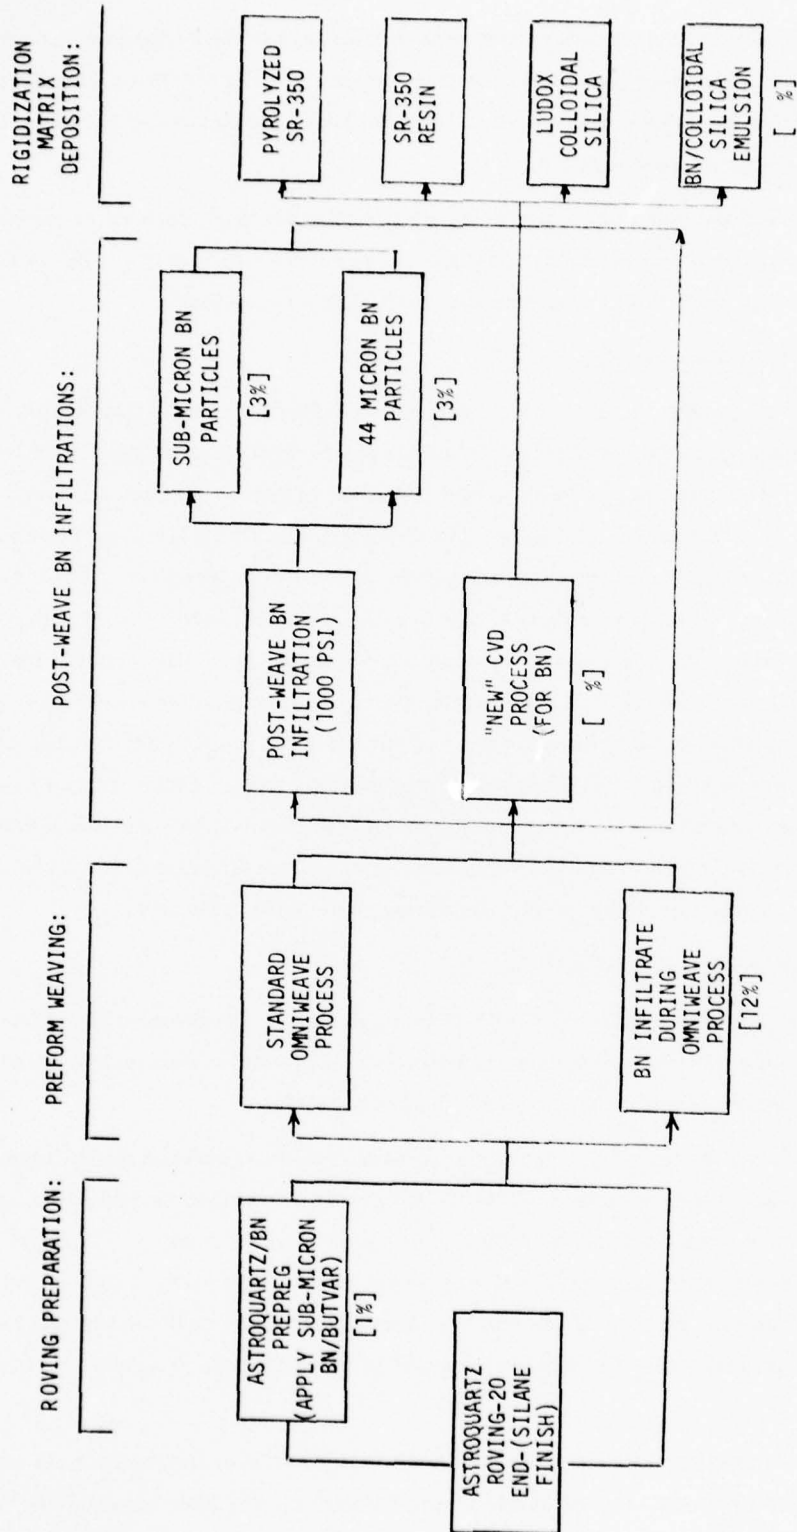 ROVING PREPARATION:
ASTROQUARTZ/BN
PREPREG
(APPLY SUB-MICRON
BN/BUTVAR)
[1%]
ASTROQUARTZ
ROVING-20
END-(SILANE
FINISH)
PREFORM WEAVING:
STANDARD
OMNIWEAVE
PROCESS
BN INFILTRATE
DURING
OMNIWEAVE
PROCESS
[12%]
POST-WEAVE BN INFILTRATIONS:
POST-WEAVE BN
INFILTRATION
(1000 PSI)
SUB-MICRON BN
PARTICLES
[3%]
44 MICRON BN
PARTICLES
[3%]
"NEW" CVD
PROCESS
(FOR BN)
[ %]
RIGIDIZATION
MATRIX
DEPOSITION:
PYROLYZED
SR-350
SR-350
RESIN
LUDOX
COLLOIDAL
SILICA
BN/COLLOIDAL
SILICA
EMULSION
[ %]